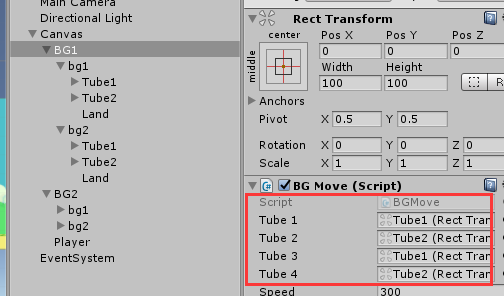 Main Camera
Directional Light
Canvas
BG1
bg1
Tube1
Tube2
Land
bg2
Tube1
Tube2
Land
BG2
bg1
bg2
Player
EventSystem
Rect Transform
center Pos X Pos Y Pos Z
middle 0 0 0
Width Height
100 100 R
Anchors
Pivot X 0.5 Y 0.5
Rotation X 0 Y 0 Z 0
Scale X 1 Y 1 Z 1
BG Move (Script)
Script BGMove
Tube 1 Tube1 (Rect Tran
Tube 2 Tube2 (Rect Tran
Tube 3 Tube1 (Rect Tran
Tube 4 Tube2 (Rect Tran
Speed 300